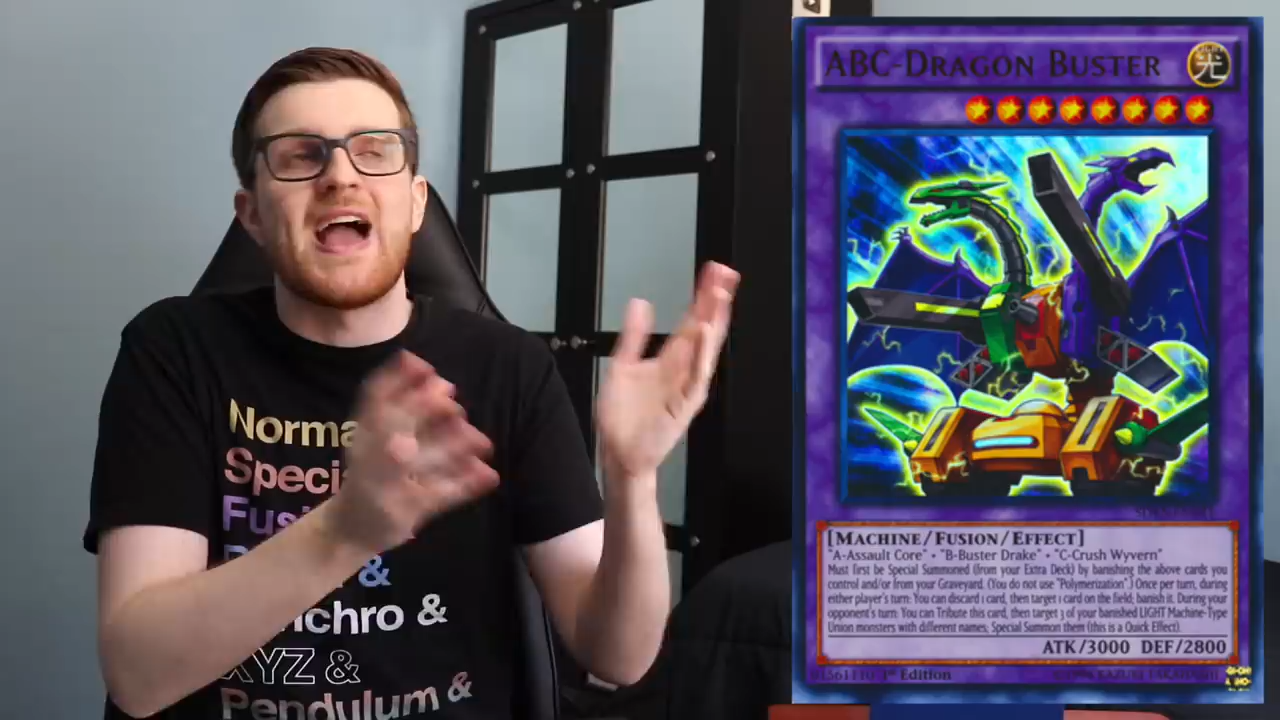 Norma
Specia
Fus
&
nchro &
XYZ &
Pendulum &
ABC-Dragon Buster
光
[Machine/Fusion/Effect]
"A-Assault Core" + "B-Buster Drake" + "C-Crush Wyvern"
Must first be Special Summoned (from your Extra Deck) by banishing the above cards you
control and/or from your Graveyard. (You do not use "Polymerization".) Once per turn, during
either player's turn: You can discard 1 card, then target 1 card on the field; banish it. During your
opponent's turn: You can Tribute this card, then target 3 of your banished LIGHT Machine-Type
Union monsters with different names; Special Summon them (this is a Quick Effect).
ATK/3000 DEF/2800
1st Edition